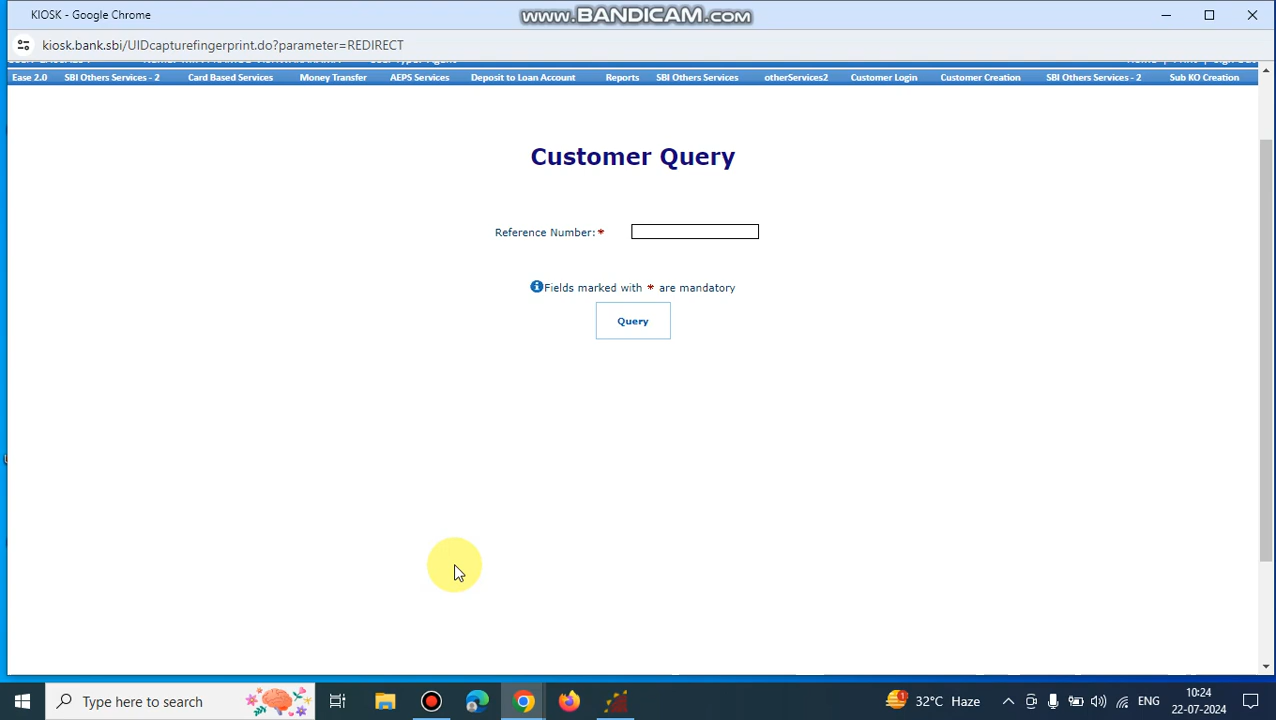 KIOSK - Google Chrome
www.BANDICAM.com
kiosk.bank.sbi/UIDcapturefingerprint.do?parameter=REDIRECT
Ease 2.0 SBI Others Services - 2 Card Based Services Money Transfer AEPS Services Deposit to Loan Account Reports SBI Others Services otherServices2 Customer Login Customer Creation SBI Others Services - 2 Sub KO Creation
Customer Query
Reference Number: *
Fields marked with * are mandatory
Query
Type here to search
1
32°C Haze
ENG
10:24
22-07-2024